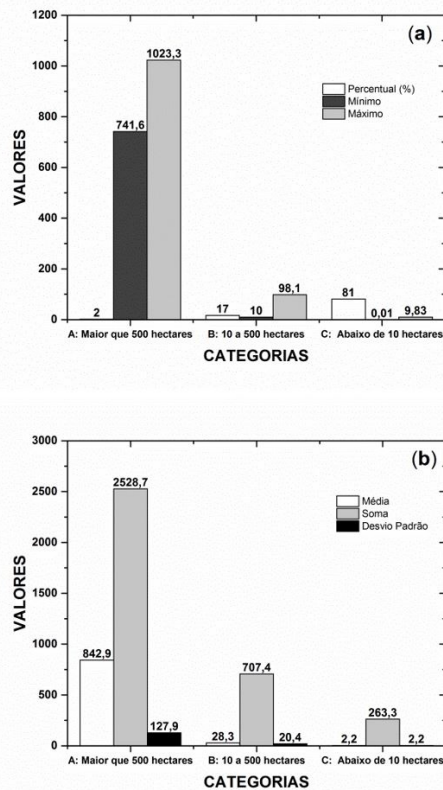 (a)
1200
1000
800
600
400
200
0
VALORES
Percentual (%)
Mínimo
Máximo
2
741,6
1023,3
17
10
98,1
81
0,01
9,83
A: Maior que 500 hectares
B: 10 a 500 hectares
C: Abaixo de 10 hectares
CATEGORIAS
(b)
3000
2500
2000
1500
1000
500
0
VALORES
Média
Soma
Desvio Padrão
842,9
2528,7
127,9
28,3
707,4
20,4
2,2
263,3
2,2
A: Maior que 500 hectares
B: 10 a 500 hectares
C: Abaixo de 10 hectares
CATEGORIAS